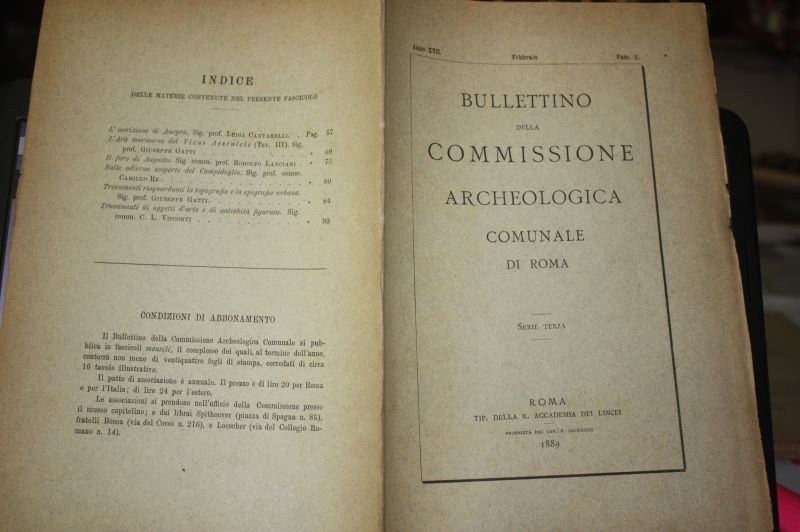 INDICE
DELLE MATERIE CONTENUTE NEL PRESENTE FASCICOLO
L'iscrizione di Ancyra. Sig. prof. LUIGI CANTARELLI. . Pag. 57
L'Ara marmorea del Vicus Aesculeti (TAV. III). Sig.
prof. GIUSEPPE GATTI . . . . . . . . . » 69
Il foro di Augusto. Sig. comm. prof. RODOLFO LANCIANI . » 73
Sulle odierne scoperte del Campidoglio. Sig. prof. comm.
CAMILLO RE . . . . . . . . . . . . » 80
Trovamenti risguardanti la topografia e la epigrafia urbana.
Sig. prof. GIUSEPPE GATTI. . . . . . . . . » 84
Trovamenti di oggetti d'arte e di antichità figurata. Sig.
comm. C. L. VISCONTI . . . . . . . . . . » 93
CONDIZIONI DI ABBONAMENTO
Il Bullettino della Commissione Archeologica Comunale si pub-
blica in fascicoli mensili, il complesso dei quali, al termine dell'anno,
conterrà non meno di ventiquattro fogli di stampa, corredati di circa
16 tavole illustrative.
Il patto di associazione è annuale. Il prezzo è di lire 20 per Roma
e per l'Italia; di lire 24 per l'estero.
Le associazioni si prendono nell'ufficio della Commissione presso
il museo capitolino; e dai librai Spithoever (piazza di Spagna n. 85),
fratelli Bocca (via del Corso n. 216), e Loescher (via del Collegio Ro-
mano n. 14).
Anno XVII. Febbraio Fasc. 2.
BULLETTINO
DELLA
COMMISSIONE
ARCHEOLOGICA
COMUNALE
DI ROMA
SERIE TERZA
ROMA
TIP. DELLA R. ACCADEMIA DEI LINCEI
PROPRIETÀ DEL CAV. V. SALVIUCCI
1889